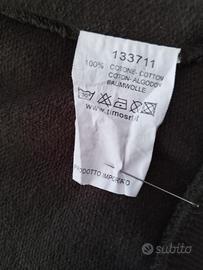 133711
100% COTONE-COTTON
COTON-ALGODON
BAUMWOLLE
www.timosrl.it
PRODOTTO IMPORTATO
subito